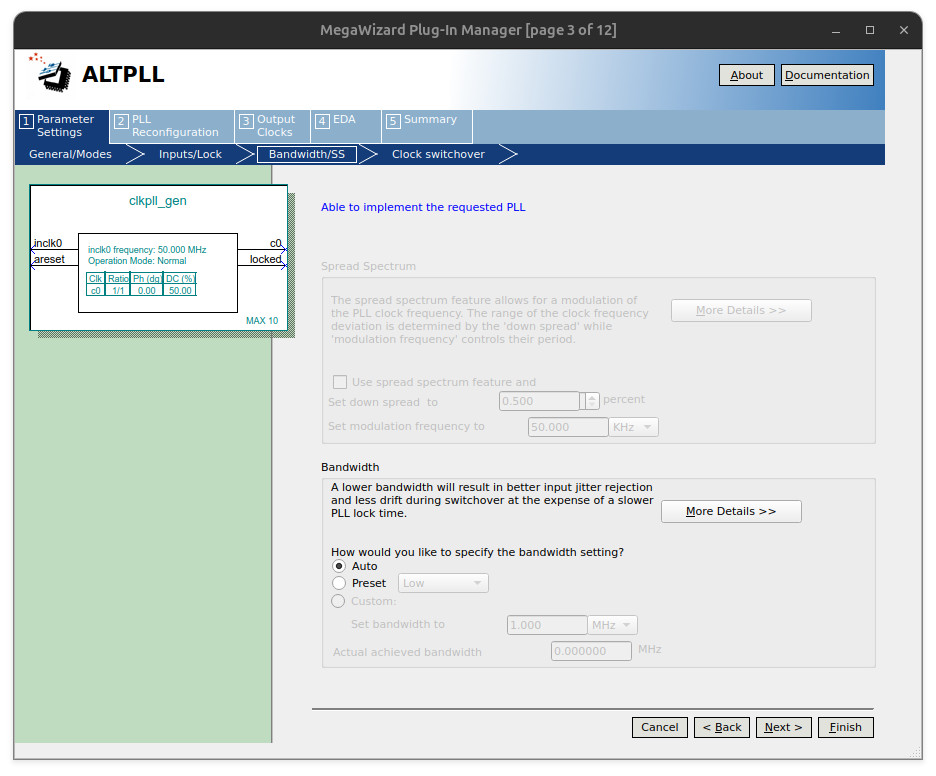 MegaWizard Plug-In Manager [page 3 of 12]
ALTPLL
About
Documentation
1 Parameter Settings
2 PLL Reconfiguration
3 Output Clocks
4 EDA
5 Summary
General/Modes
Inputs/Lock
Bandwidth/SS
Clock switchover
clkpll_gen
inclk0
areset
c0
locked
inclk0 frequency: 50.000 MHz
Operation Mode: Normal
Clk Ratio Ph (dg) DC (%)
c0 1/1 0.00 50.00
MAX 10
Able to implement the requested PLL
Spread Spectrum
The spread spectrum feature allows for a modulation of
the PLL clock frequency. The range of the clock frequency
deviation is determined by the 'down spread' while
'modulation frequency' controls their period.
More Details >>
Use spread spectrum feature and
Set down spread to 0.500 percent
Set modulation frequency to 50.000 KHz
Bandwidth
A lower bandwidth will result in better input jitter rejection
and less drift during switchover at the expense of a slower
PLL lock time.
More Details >>
How would you like to specify the bandwidth setting?
Auto
Preset Low
Custom:
Set bandwidth to 1.000 MHz
Actual achieved bandwidth 0.000000 MHz
Cancel
< Back
Next >
Finish